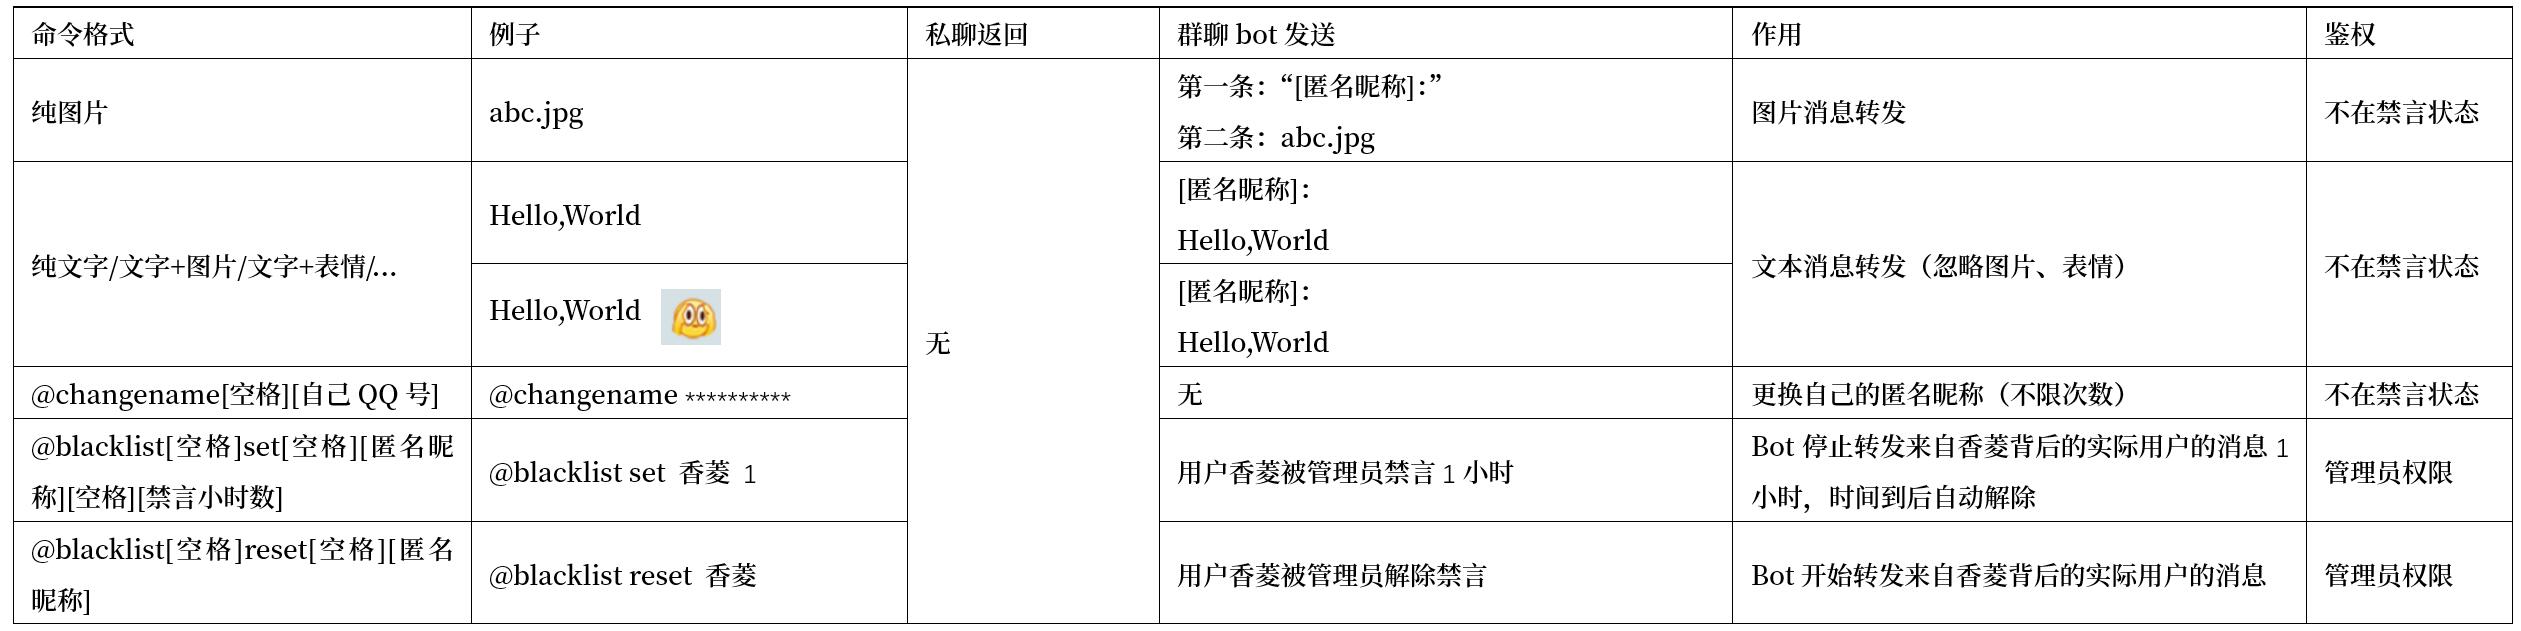 命令格式
例子
私聊返回
群聊 bot 发送
作用
鉴权
纯图片
abc.jpg
无
第一条：“[匿名昵称]：”
第二条：abc.jpg
图片消息转发
不在禁言状态
纯文字/文字+图片/文字+表情/...
Hello,World
[匿名昵称]：
Hello,World
文本消息转发（忽略图片、表情）
不在禁言状态
Hello,World
[匿名昵称]：
Hello,World
@changename[空格][自己 QQ 号]
@changename **********
无
更换自己的匿名昵称（不限次数）
不在禁言状态
@blacklist[空格]set[空格][匿名昵
称][空格][禁言小时数]
@blacklist set 香菱 1
用户香菱被管理员禁言 1 小时
Bot 停止转发来自香菱背后的实际用户的消息 1
小时，时间到后自动解除
管理员权限
@blacklist[空格]reset[空格][匿名
昵称]
@blacklist reset 香菱
用户香菱被管理员解除禁言
Bot 开始转发来自香菱背后的实际用户的消息
管理员权限